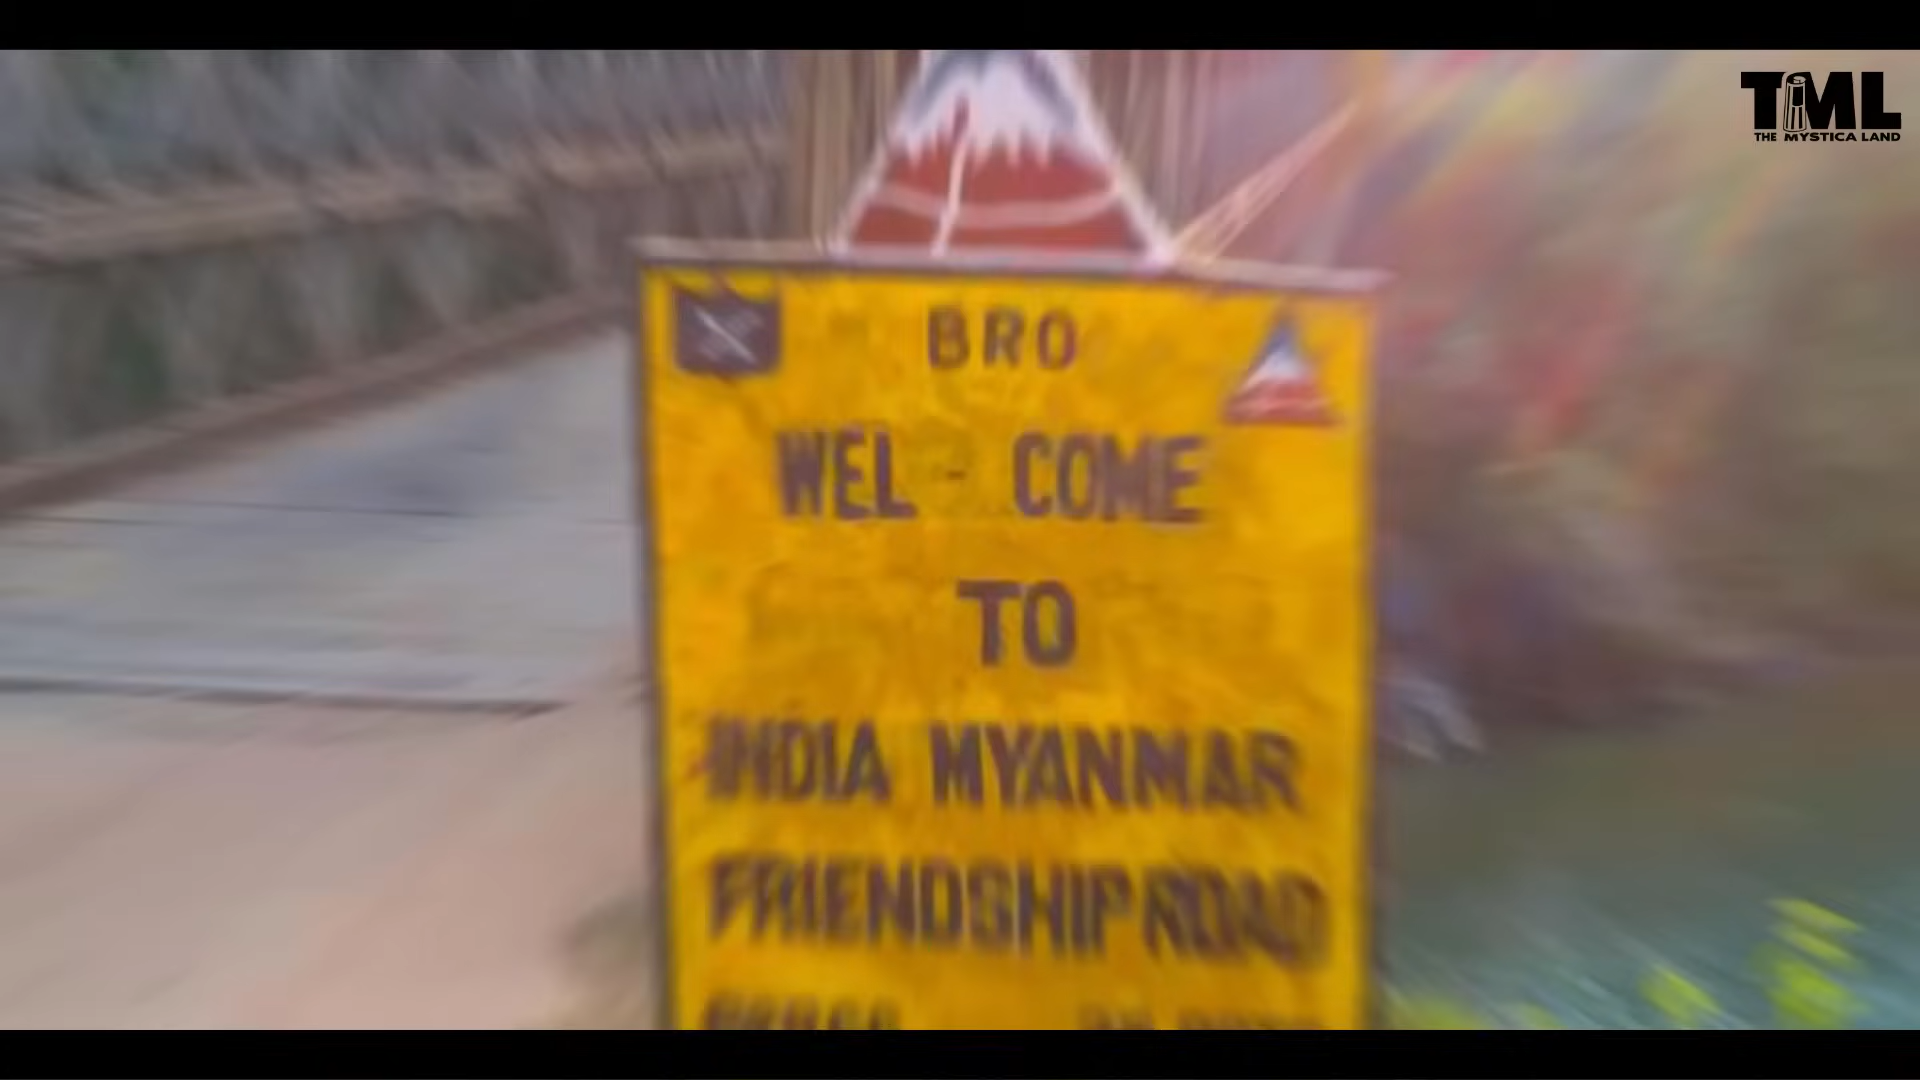 TML
THE MYSTICA LAND
BRO
WEL - COME
TO
INDIA MYANMAR
FRIENDSHIP ROAD